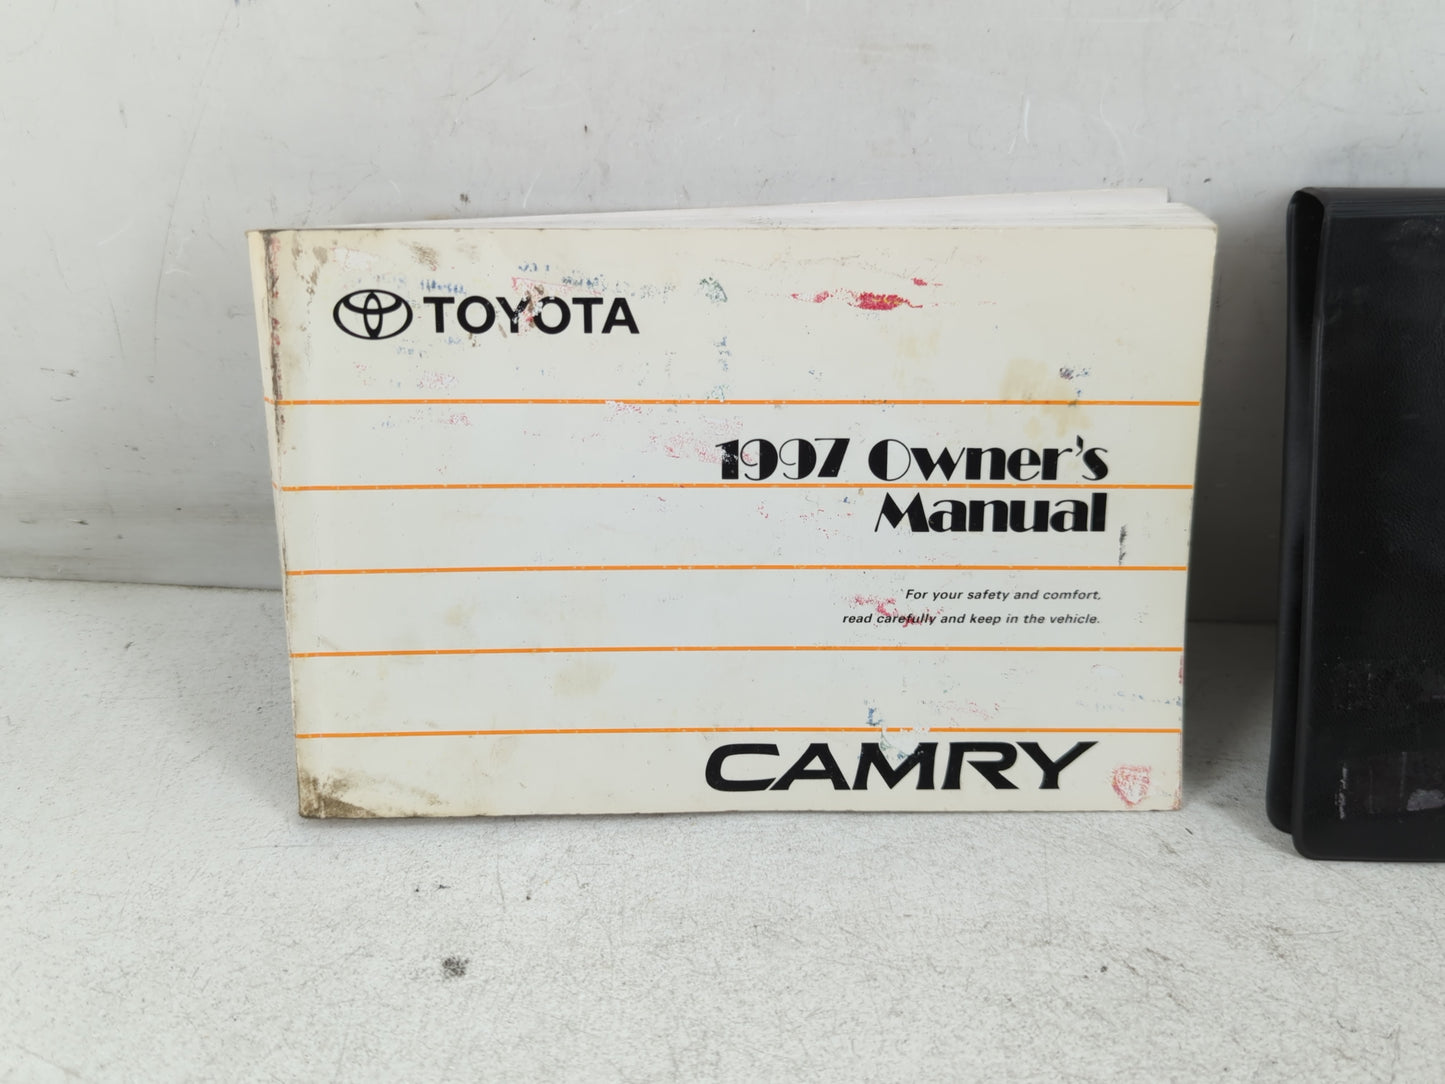 TOYOTA
1997 Owner's
Manual
For your safety and comfort,
read carefully and keep in the vehicle.
CAMRY